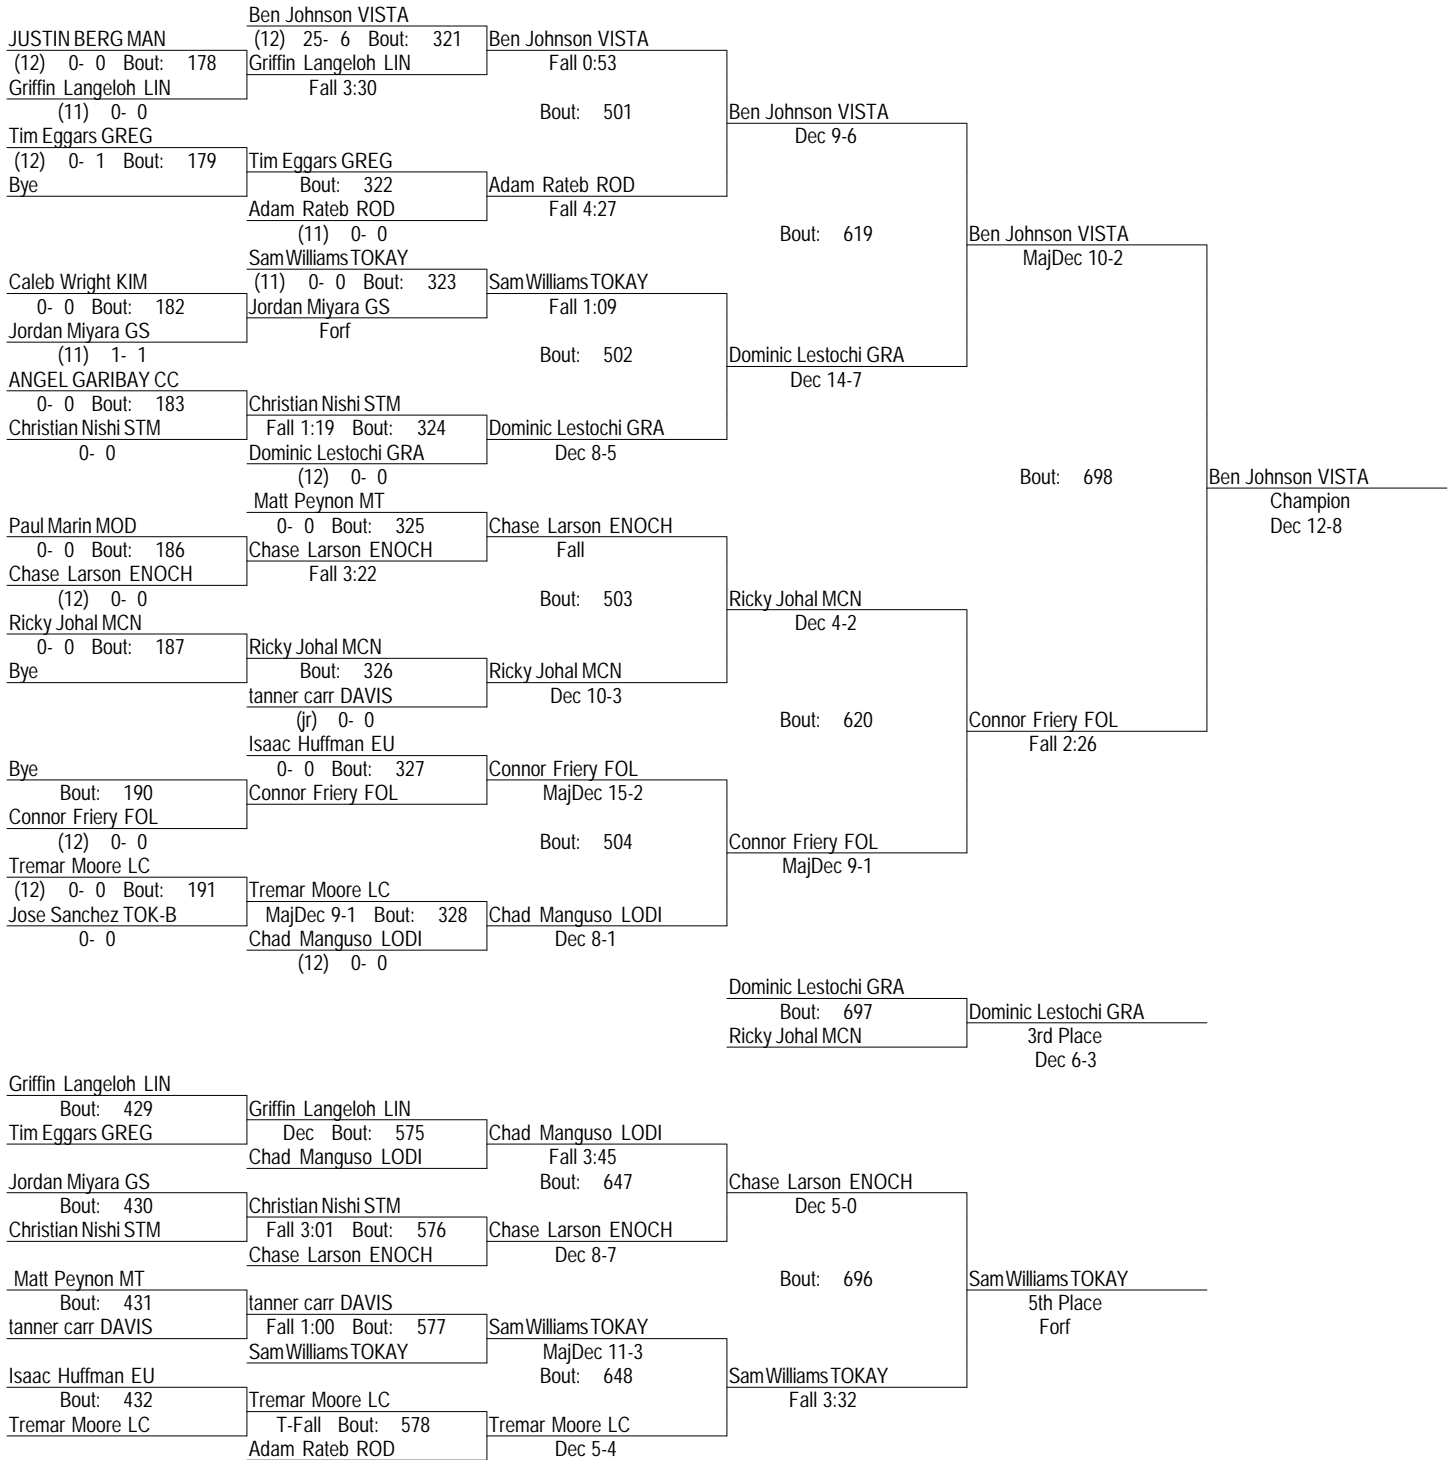 Ben Johnson VISTA
JUSTIN BERG MAN (12) 25- 6 Bout: 321 Ben Johnson VISTA
(12) 0- 0 Bout: 178 Griffin Langeloh LIN Fall 0:53
Griffin Langeloh LIN Fall 3:30
(11) 0- 0 Bout: 501 Ben Johnson VISTA
Tim Eggars GREG Dec 9-6
(12) 0- 1 Bout: 179 Tim Eggars GREG
Bye Bout: 322 Adam Rateb ROD
Adam Rateb ROD Fall 4:27
(11) 0- 0 Bout: 619 Ben Johnson VISTA
Sam Williams TOKAY MajDec 10-2
Caleb Wright KIM (11) 0- 0 Bout: 323 Sam Williams TOKAY
0- 0 Bout: 182 Jordan Miyara GS Fall 1:09
Jordan Miyara GS Forf
(11) 1- 1 Bout: 502 Dominic Lestochi GRA
ANGEL GARIBAY CC Dec 14-7
0- 0 Bout: 183 Christian Nishi STM
Christian Nishi STM Fall 1:19 Bout: 324 Dominic Lestochi GRA
0- 0 Dominic Lestochi GRA Dec 8-5
(12) 0- 0 Bout: 698 Ben Johnson VISTA
Matt Peynon MT Champion
Paul Marin MOD 0- 0 Bout: 325 Chase Larson ENOCH Dec 12-8
0- 0 Bout: 186 Chase Larson ENOCH Fall
Chase Larson ENOCH Fall 3:22
(12) 0- 0 Bout: 503 Ricky Johal MCN
Ricky Johal MCN Dec 4-2
0- 0 Bout: 187 Ricky Johal MCN
Bye Bout: 326 Ricky Johal MCN
tanner carr DAVIS Dec 10-3
(jr) 0- 0 Bout: 620 Connor Friery FOL
Isaac Huffman EU Fall 2:26
Bye 0- 0 Bout: 327 Connor Friery FOL
Bout: 190 Connor Friery FOL MajDec 15-2
Connor Friery FOL
(12) 0- 0 Bout: 504 Connor Friery FOL
Tremar Moore LC MajDec 9-1
(12) 0- 0 Bout: 191 Tremar Moore LC
Jose Sanchez TOK-B MajDec 9-1 Bout: 328 Chad Manguso LODI
0- 0 Chad Manguso LODI Dec 8-1
(12) 0- 0
Dominic Lestochi GRA
Bout: 697 Dominic Lestochi GRA
Ricky Johal MCN 3rd Place
Dec 6-3
Griffin Langeloh LIN
Bout: 429 Griffin Langeloh LIN
Tim Eggars GREG Dec Bout: 575 Chad Manguso LODI
Chad Manguso LODI Fall 3:45
Jordan Miyara GS Bout: 647 Chase Larson ENOCH
Bout: 430 Christian Nishi STM Dec 5-0
Christian Nishi STM Fall 3:01 Bout: 576 Chase Larson ENOCH
Chase Larson ENOCH Dec 8-7
Matt Peynon MT Bout: 696 Sam Williams TOKAY
Bout: 431 tanner carr DAVIS 5th Place
tanner carr DAVIS Fall 1:00 Bout: 577 Sam Williams TOKAY Forf
Sam Williams TOKAY MajDec 11-3
Isaac Huffman EU Bout: 648 Sam Williams TOKAY
Bout: 432 Tremar Moore LC Fall 3:32
Tremar Moore LC T-Fall Bout: 578 Tremar Moore LC
Adam Rateb ROD Dec 5-4